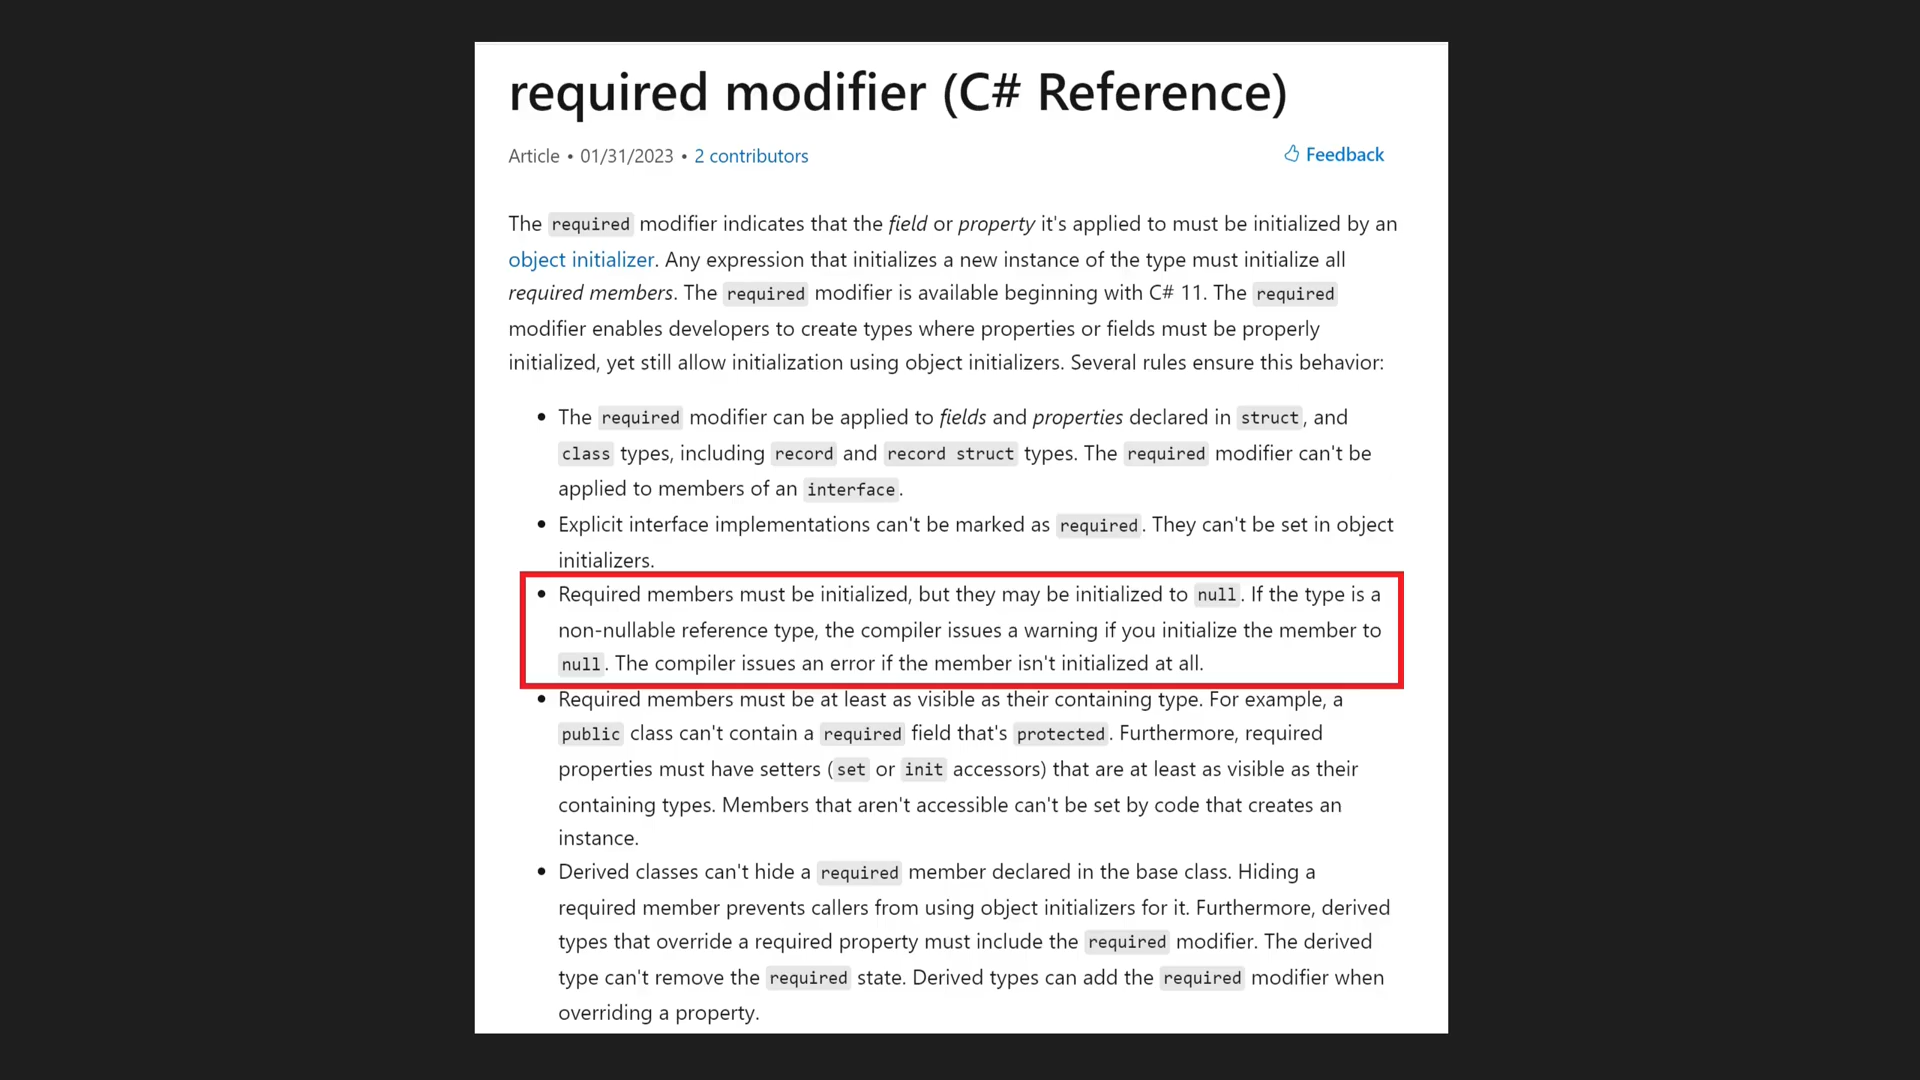 required modifier (C# Reference)
Article • 01/31/2023 • 2 contributors
Feedback
The required modifier indicates that the field or property it's applied to must be initialized by an
object initializer. Any expression that initializes a new instance of the type must initialize all
required members. The required modifier is available beginning with C# 11. The required
modifier enables developers to create types where properties or fields must be properly
initialized, yet still allow initialization using object initializers. Several rules ensure this behavior:
• The required modifier can be applied to fields and properties declared in struct, and
class types, including record and record struct types. The required modifier can't be
applied to members of an interface.
• Explicit interface implementations can't be marked as required. They can't be set in object
initializers.
• Required members must be initialized, but they may be initialized to null. If the type is a
non-nullable reference type, the compiler issues a warning if you initialize the member to
null. The compiler issues an error if the member isn't initialized at all.
• Required members must be at least as visible as their containing type. For example, a
public class can't contain a required field that's protected. Furthermore, required
properties must have setters (set or init accessors) that are at least as visible as their
containing types. Members that aren't accessible can't be set by code that creates an
instance.
• Derived classes can't hide a required member declared in the base class. Hiding a
required member prevents callers from using object initializers for it. Furthermore, derived
types that override a required property must include the required modifier. The derived
type can't remove the required state. Derived types can add the required modifier when
overriding a property.